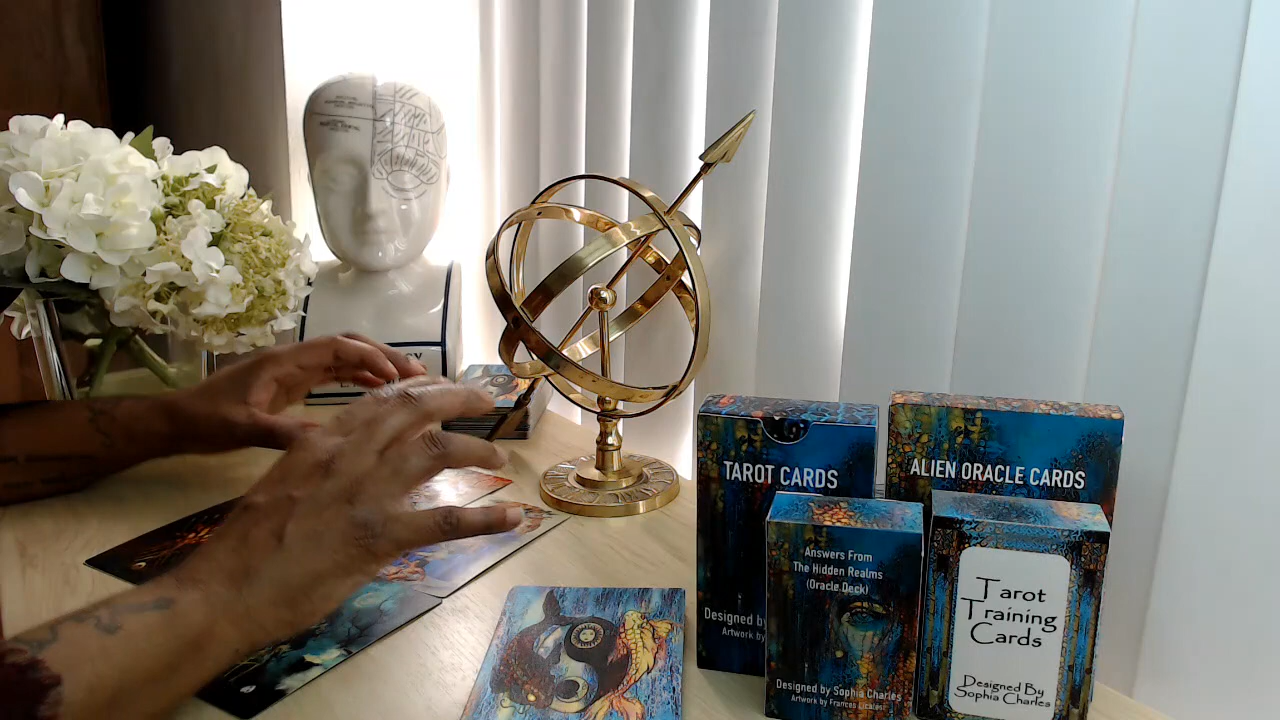 TAROT CARDS
Designed by
Artwork by
ALIEN ORACLE CARDS
Answers From
The Hidden Realms
(Oracle Deck)
Designed by Sophia Charles
Artwork by Frances Licalesi
Tarot
Training
Cards
Designed By
Sophia Charles